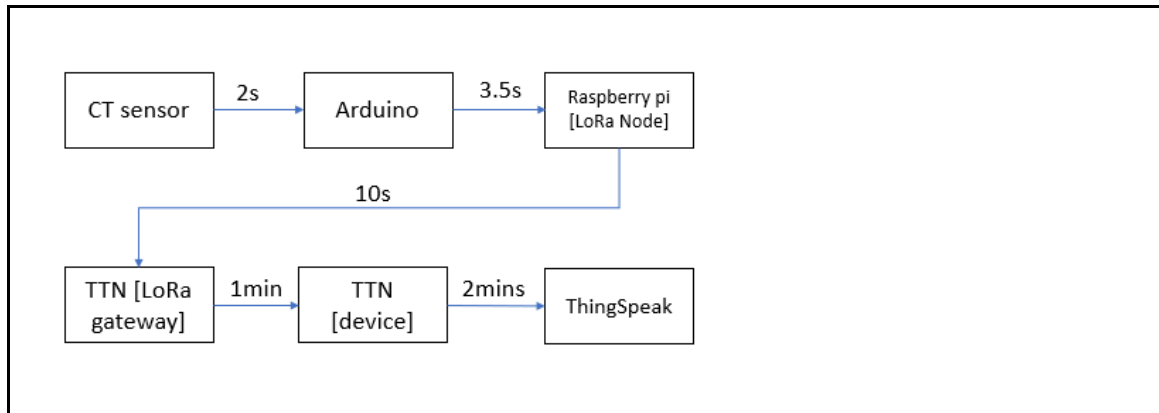 CT sensor
2s
Arduino
3.5s
Raspberry pi
[LoRa Node]
10s
TTN [LoRa
gateway]
1min
TTN
[device]
2mins
ThingSpeak